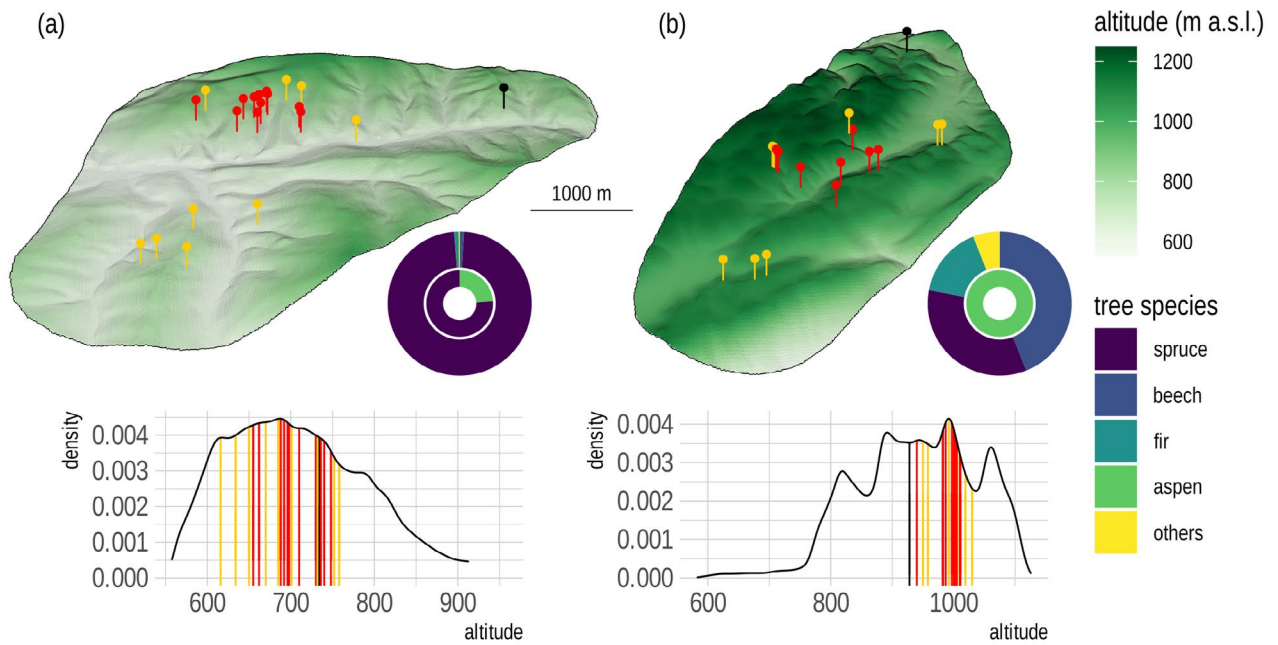 (a)
(b)
altitude (m a.s.l.)
1200
1000
800
600
1000 m
tree species
spruce
beech
fir
aspen
others
density
0.004
0.003
0.002
0.001
0.000
600 700 800 900
altitude
density
0.004
0.003
0.002
0.001
0.000
600 800 1000
altitude